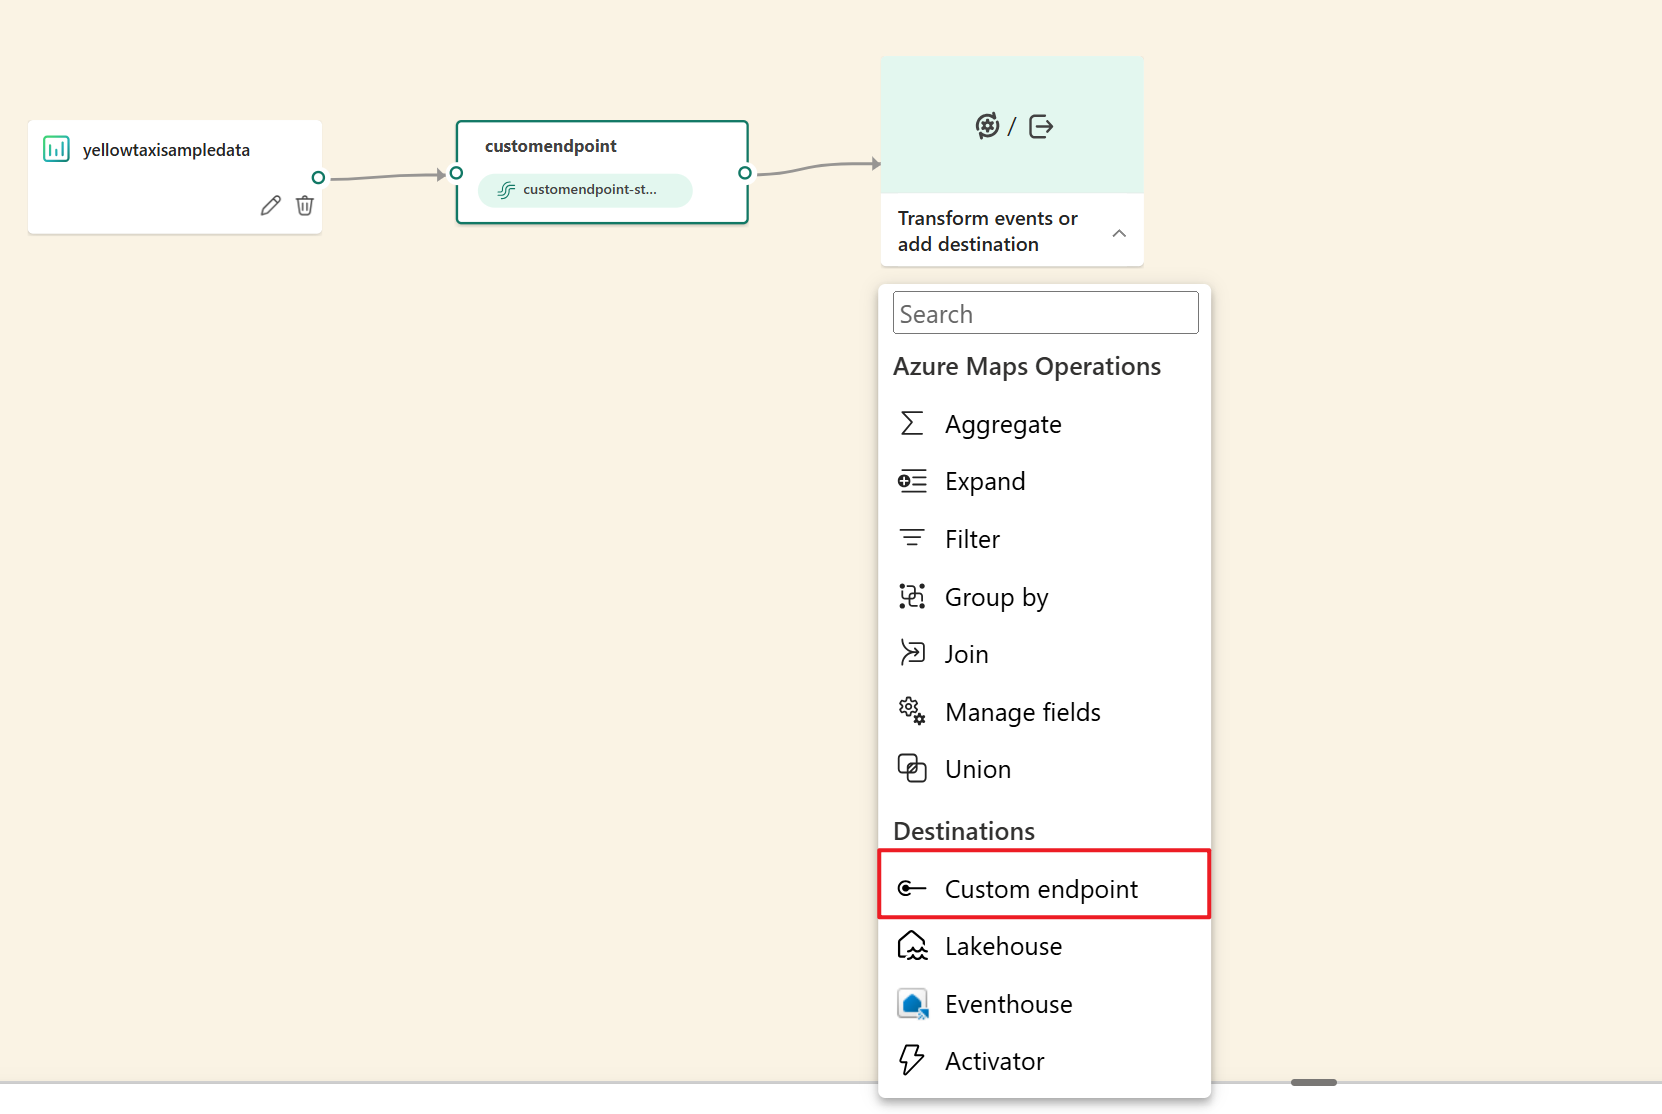 yellowtaxisampledata
customendpoint
customendpoint-st...
/
Transform events or
add destination
Search
Azure Maps Operations
Aggregate
Expand
Filter
Group by
Join
Manage fields
Union
Destinations
Custom endpoint
Lakehouse
Eventhouse
Activator